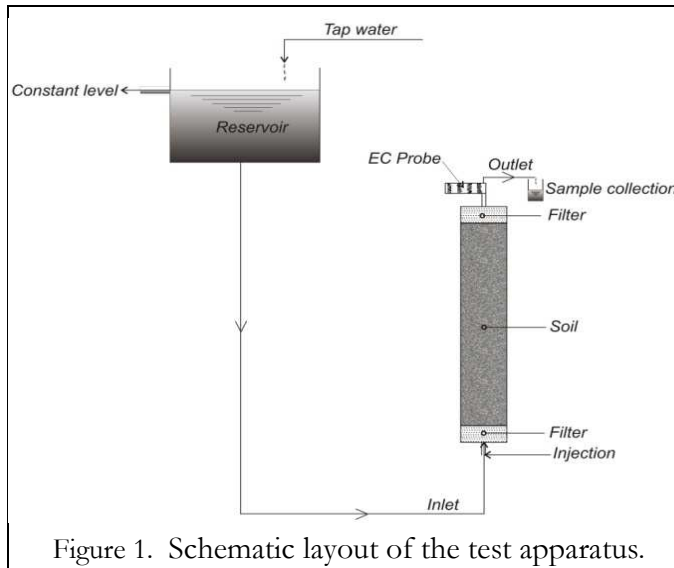 Tap water
Constant level
Reservoir
EC Probe
Outlet
Sample collection
Filter
Soil
Filter
Injection
Inlet
Figure 1. Schematic layout of the test apparatus.